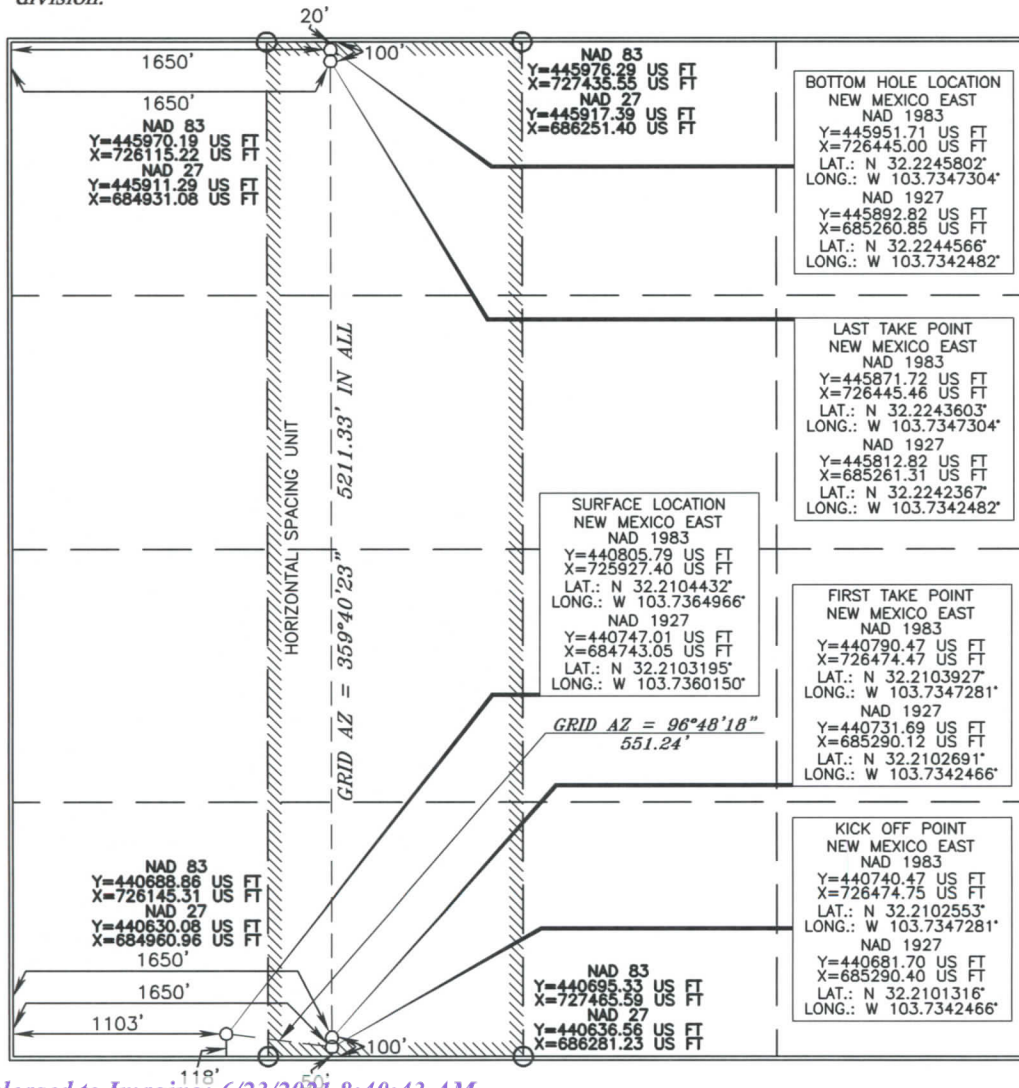 division.
20'
1650'
100'
1650'
NAD 83
Y=445970.19 US FT
X=726115.22 US FT
NAD 27
Y=445911.29 US FT
X=684931.08 US FT
NAD 83
Y=445976.29 US FT
X=727435.55 US FT
NAD 27
Y=445917.39 US FT
X=686251.40 US FT
BOTTOM HOLE LOCATION
NEW MEXICO EAST
NAD 1983
Y=445951.71 US FT
X=726445.00 US FT
LAT.: N 32.2245802°
LONG.: W 103.7347304°
NAD 1927
Y=445892.82 US FT
X=685260.85 US FT
LAT.: N 32.2244566°
LONG.: W 103.7342482°
LAST TAKE POINT
NEW MEXICO EAST
NAD 1983
Y=445871.72 US FT
X=726445.46 US FT
LAT.: N 32.2243603°
LONG.: W 103.7347304°
NAD 1927
Y=445812.82 US FT
X=685261.31 US FT
LAT.: N 32.2242367°
LONG.: W 103.7342482°
HORIZONTAL SPACING UNIT
GRID AZ = 359°40'23" 5211.33' IN ALL
SURFACE LOCATION
NEW MEXICO EAST
NAD 1983
Y=440805.79 US FT
X=725927.40 US FT
LAT.: N 32.2104432°
LONG.: W 103.7364966°
NAD 1927
Y=440747.01 US FT
X=684743.05 US FT
LAT.: N 32.2103195°
LONG.: W 103.7360150°
FIRST TAKE POINT
NEW MEXICO EAST
NAD 1983
Y=440790.47 US FT
X=726474.47 US FT
LAT.: N 32.2103927°
LONG.: W 103.7347281°
NAD 1927
Y=440731.69 US FT
X=685290.12 US FT
LAT.: N 32.2102691°
LONG.: W 103.7342466°
GRID AZ = 96°48'18"
551.24'
KICK OFF POINT
NEW MEXICO EAST
NAD 1983
Y=440740.47 US FT
X=726474.75 US FT
LAT.: N 32.2102553°
LONG.: W 103.7347281°
NAD 1927
Y=440681.70 US FT
X=685290.40 US FT
LAT.: N 32.2101316°
LONG.: W 103.7342466°
NAD 83
Y=440688.86 US FT
X=726145.31 US FT
NAD 27
Y=440630.08 US FT
X=684960.96 US FT
1650'
1650'
1103'
118'
50'
100'
NAD 83
Y=440695.33 US FT
X=727465.59 US FT
NAD 27
Y=440636.56 US FT
X=686281.23 US FT
to Imaging: 6/23/2021 8:40:43 AM